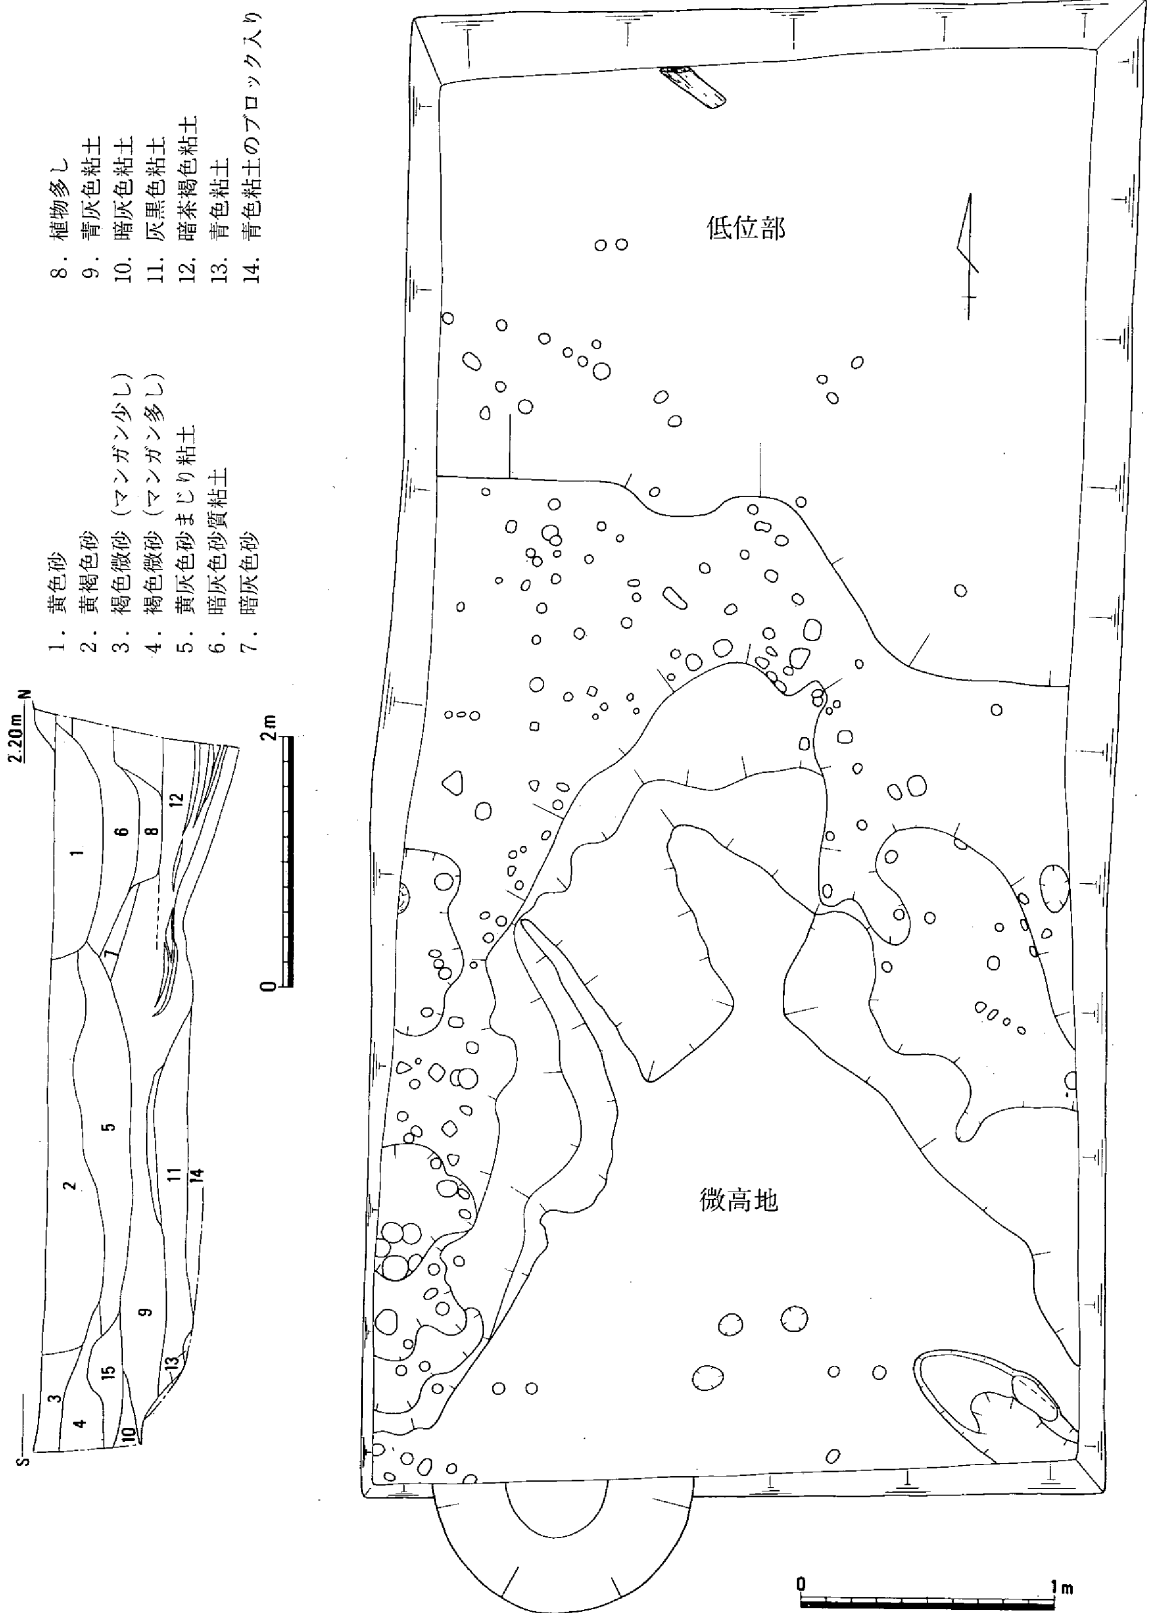 1. 黄色砂
2. 黄褐色砂
3. 褐色微砂（マンガン少し）
4. 褐色微砂（マンガン多し）
5. 黄灰色砂まじり粘土
6. 暗灰色砂質粘土
7. 暗灰色砂
8. 植物多し
9. 青灰色粘土
10. 暗灰色粘土
11. 灰黒色粘土
12. 暗茶褐色粘土
13. 青色粘土
14. 青色粘土のブロック入り
S
2.20m N
3
4
15
10
2
5
9
13
11
14
7
1
6
8
12
0
2m
低位部
微高地
0
1m